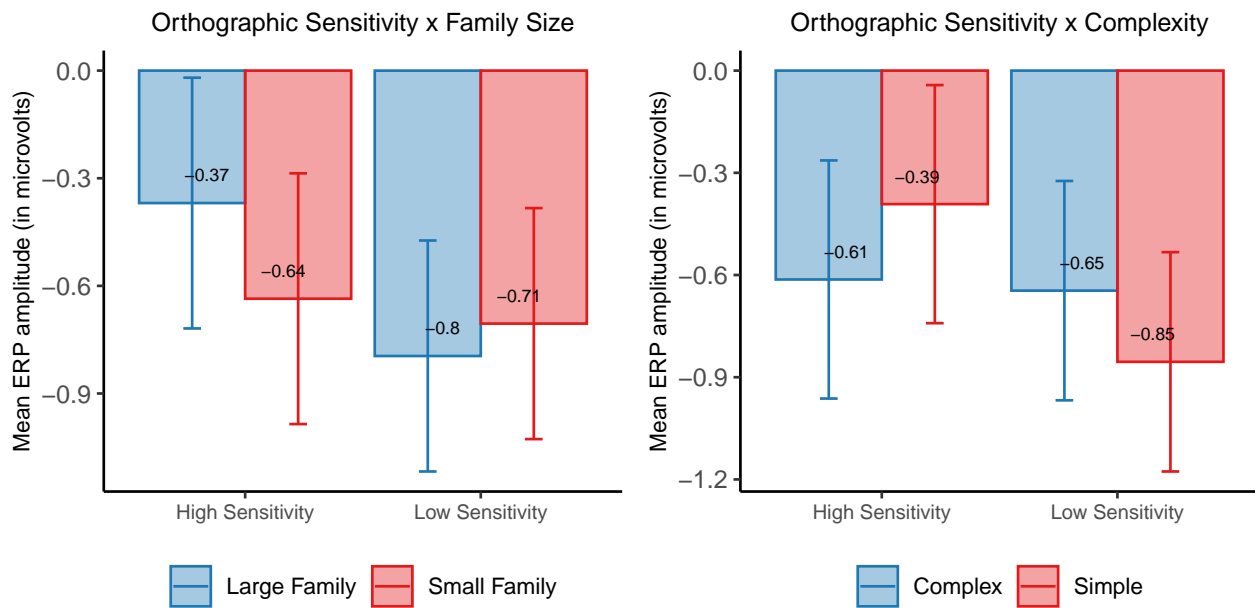 Orthographic Sensitivity x Family Size
Mean ERP amplitude (in microvolts)
0.0
−0.3
−0.6
−0.9
−0.37
−0.64
−0.8
−0.71
High Sensitivity
Low Sensitivity
Large Family
Small Family
Orthographic Sensitivity x Complexity
Mean ERP amplitude (in microvolts)
0.0
−0.3
−0.6
−0.9
−1.2
−0.61
−0.39
−0.65
−0.85
High Sensitivity
Low Sensitivity
Complex
Simple